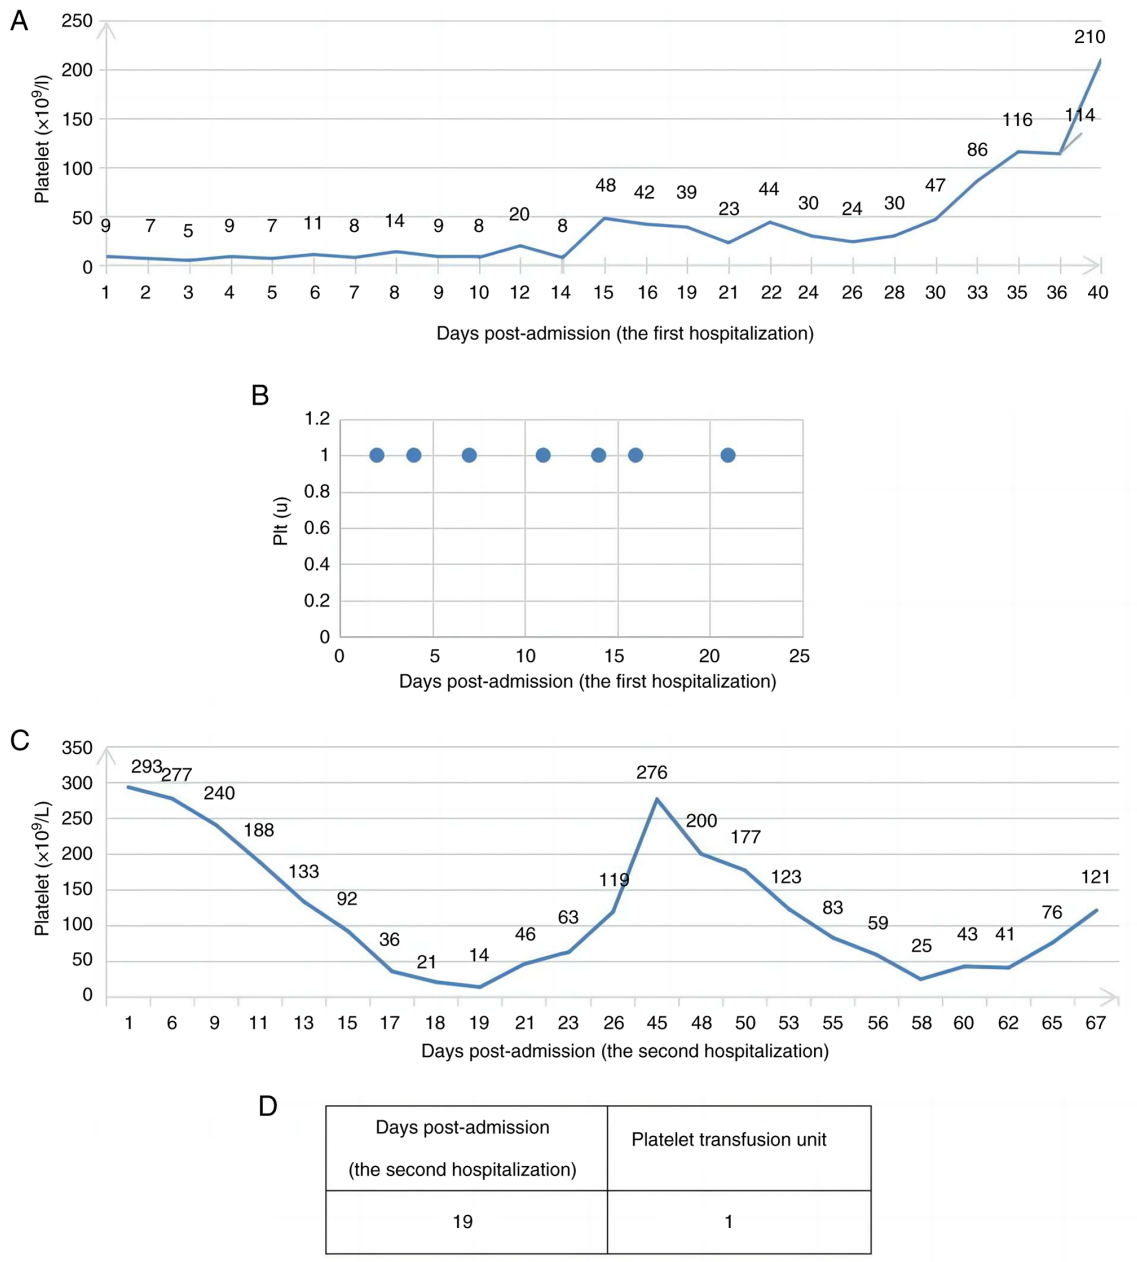 A
Platelet (×10⁹/l)
250
200
150
100
50
0
9 7 5 9 7 11 8 14 9 8 20 8 48 42 39 23 44 30 24 30 47 86 116 114 210
1 2 3 4 5 6 7 8 9 10 12 14 15 16 19 21 22 24 26 28 30 33 35 36 40
Days post-admission (the first hospitalization)
B
Plt (u)
1.2
1
0.8
0.6
0.4
0.2
0
0 5 10 15 20 25
Days post-admission (the first hospitalization)
C
Platelet (×10⁹/L)
350
300
250
200
150
100
50
0
293 277 240 188 133 92 36 21 14 46 63 119 276 200 177 123 83 59 25 43 41 76 121
1 6 9 11 13 15 17 18 19 21 23 26 45 48 50 53 55 56 58 60 62 65 67
Days post-admission (the second hospitalization)
D
Days post-admission
(the second hospitalization)
Platelet transfusion unit
19 1